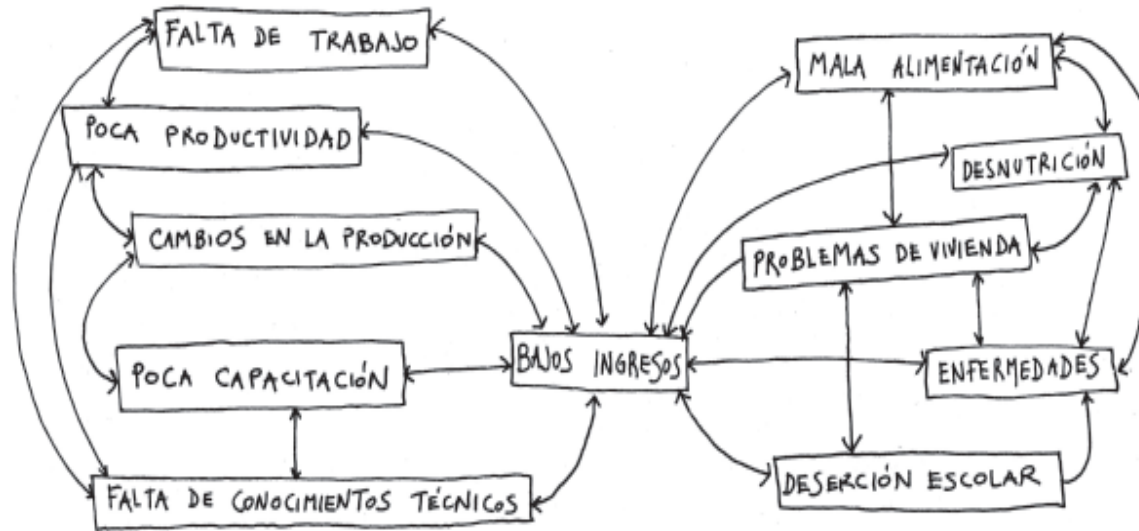 FALTA DE TRABAJO
POCA PRODUCTIVIDAD
CAMBIOS EN LA PRODUCCIÓN
POCA CAPACITACIÓN
FALTA DE CONOCIMIENTOS TÉCNICOS
BAJOS INGRESOS
MALA ALIMENTACIÓN
DESNUTRICIÓN
PROBLEMAS DE VIVIENDA
ENFERMEDADES
DESERCIÓN ESCOLAR